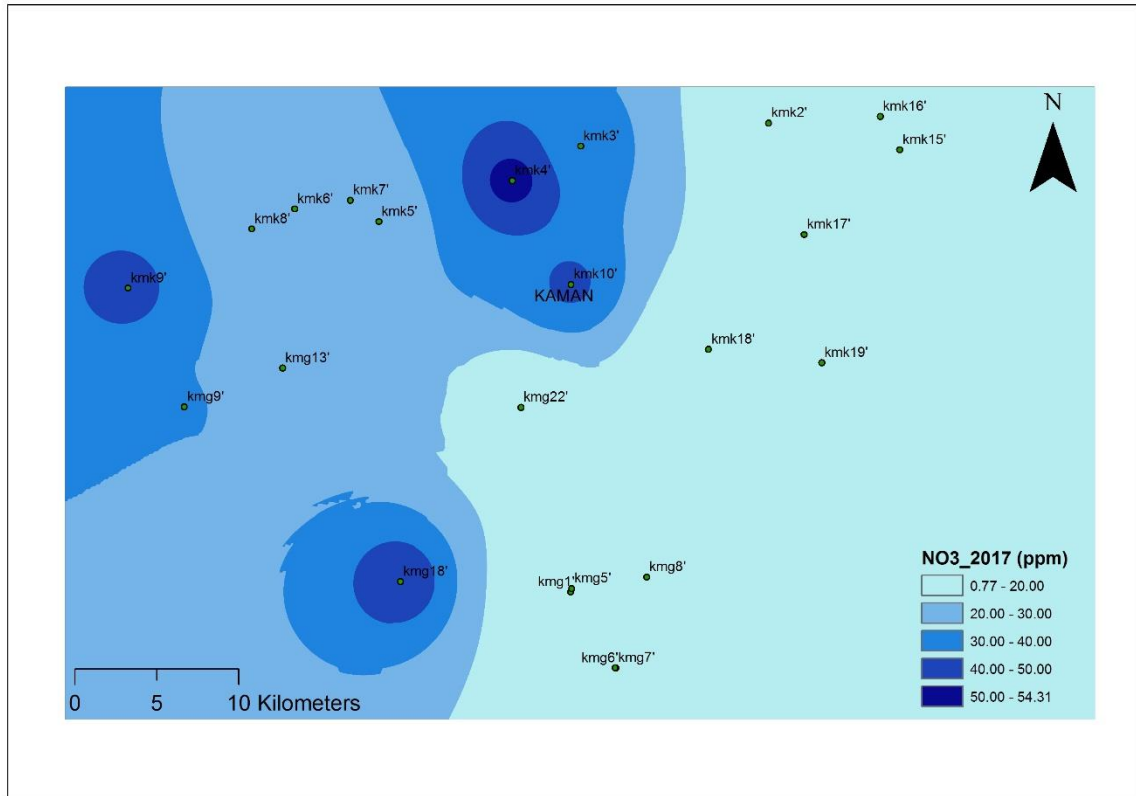 N
kmk16'
kmk2'
kmk3'
kmk15'
kmk4'
kmk7'
kmk6'
kmk5'
kmk8'
kmk17'
kmk10'
kmk9'
KAMAN
kmk18'
kmg13'
kmk19'
kmg9'
kmg22'
NO3_2017 (ppm)
kmg8'
kmg18'
kmg1' kmg5'
0.77 - 20.00
20.00 - 30.00
30.00 - 40.00
kmg6' kmg7'
40.00 - 50.00
50.00 - 54.31
0 5 10 Kilometers